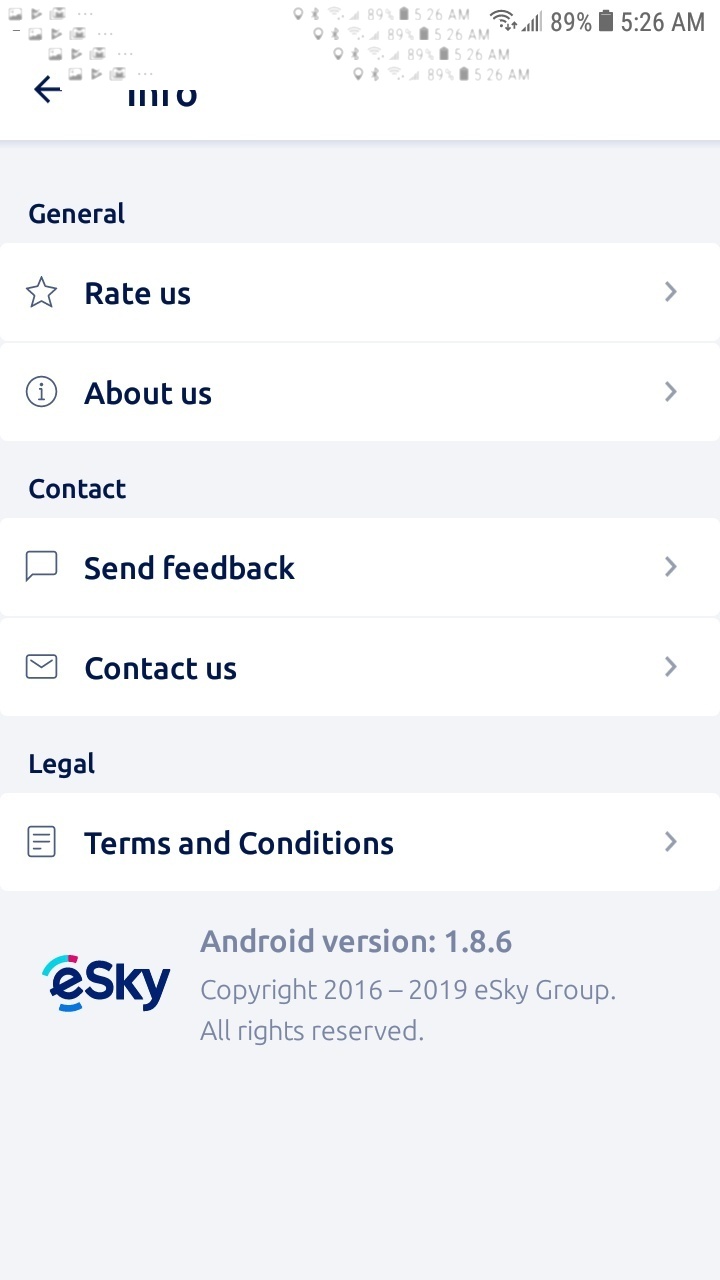 89% 5:26 AM
89% 5 26 AM
89% 5 26 AM
89% 5 26 AM
89% 5 26 AM
Info
General
Rate us
About us
Contact
Send feedback
Contact us
Legal
Terms and Conditions
Android version: 1.8.6
eSky
Copyright 2016 – 2019 eSky Group.
All rights reserved.